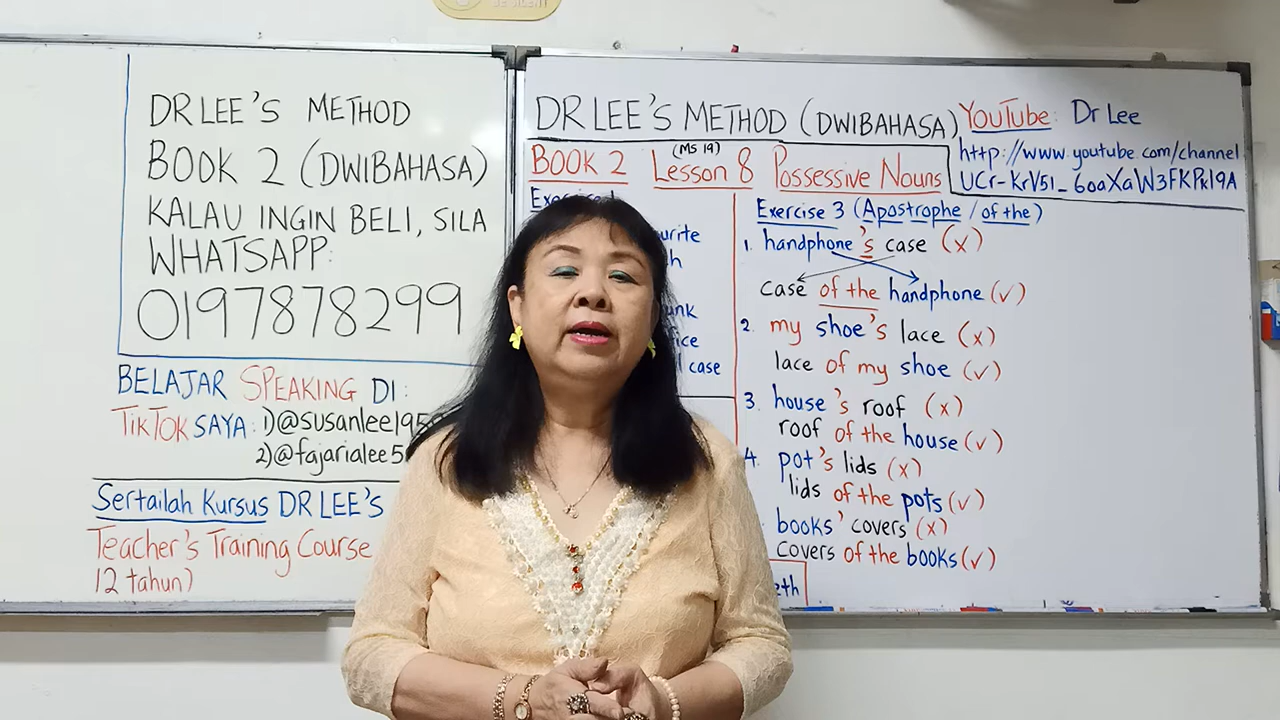 BE SILENT
DR LEE'S METHOD
BOOK 2 (DWIBAHASA)
KALAU INGIN BELI, SILA
WHATSAPP:
0197878299
BELAJAR SPEAKING DI:
TIKTOK SAYA: 1)@susanlee195
2)@fajarialee5
Sertailah Kursus DR LEE'S
Teacher's Training Course
12 tahun)
DR LEE'S METHOD (DWIBAHASA)
YouTube: Dr Lee
http://www.youtube.com/channel
UCr-KrV51_6oaXaW3FKPkl9A
(MS 19)
BOOK 2 Lesson 8 Possessive Nouns
case
Exercise 3 (Apostrophe / of the)
1. handphone's case (x)
case of the handphone (✓)
2. my shoe's lace (x)
lace of my shoe (✓)
3. house's roof (x)
roof of the house (✓)
4. pot's lids (x)
lids of the pots (✓)
books' covers (x)
covers of the books (✓)